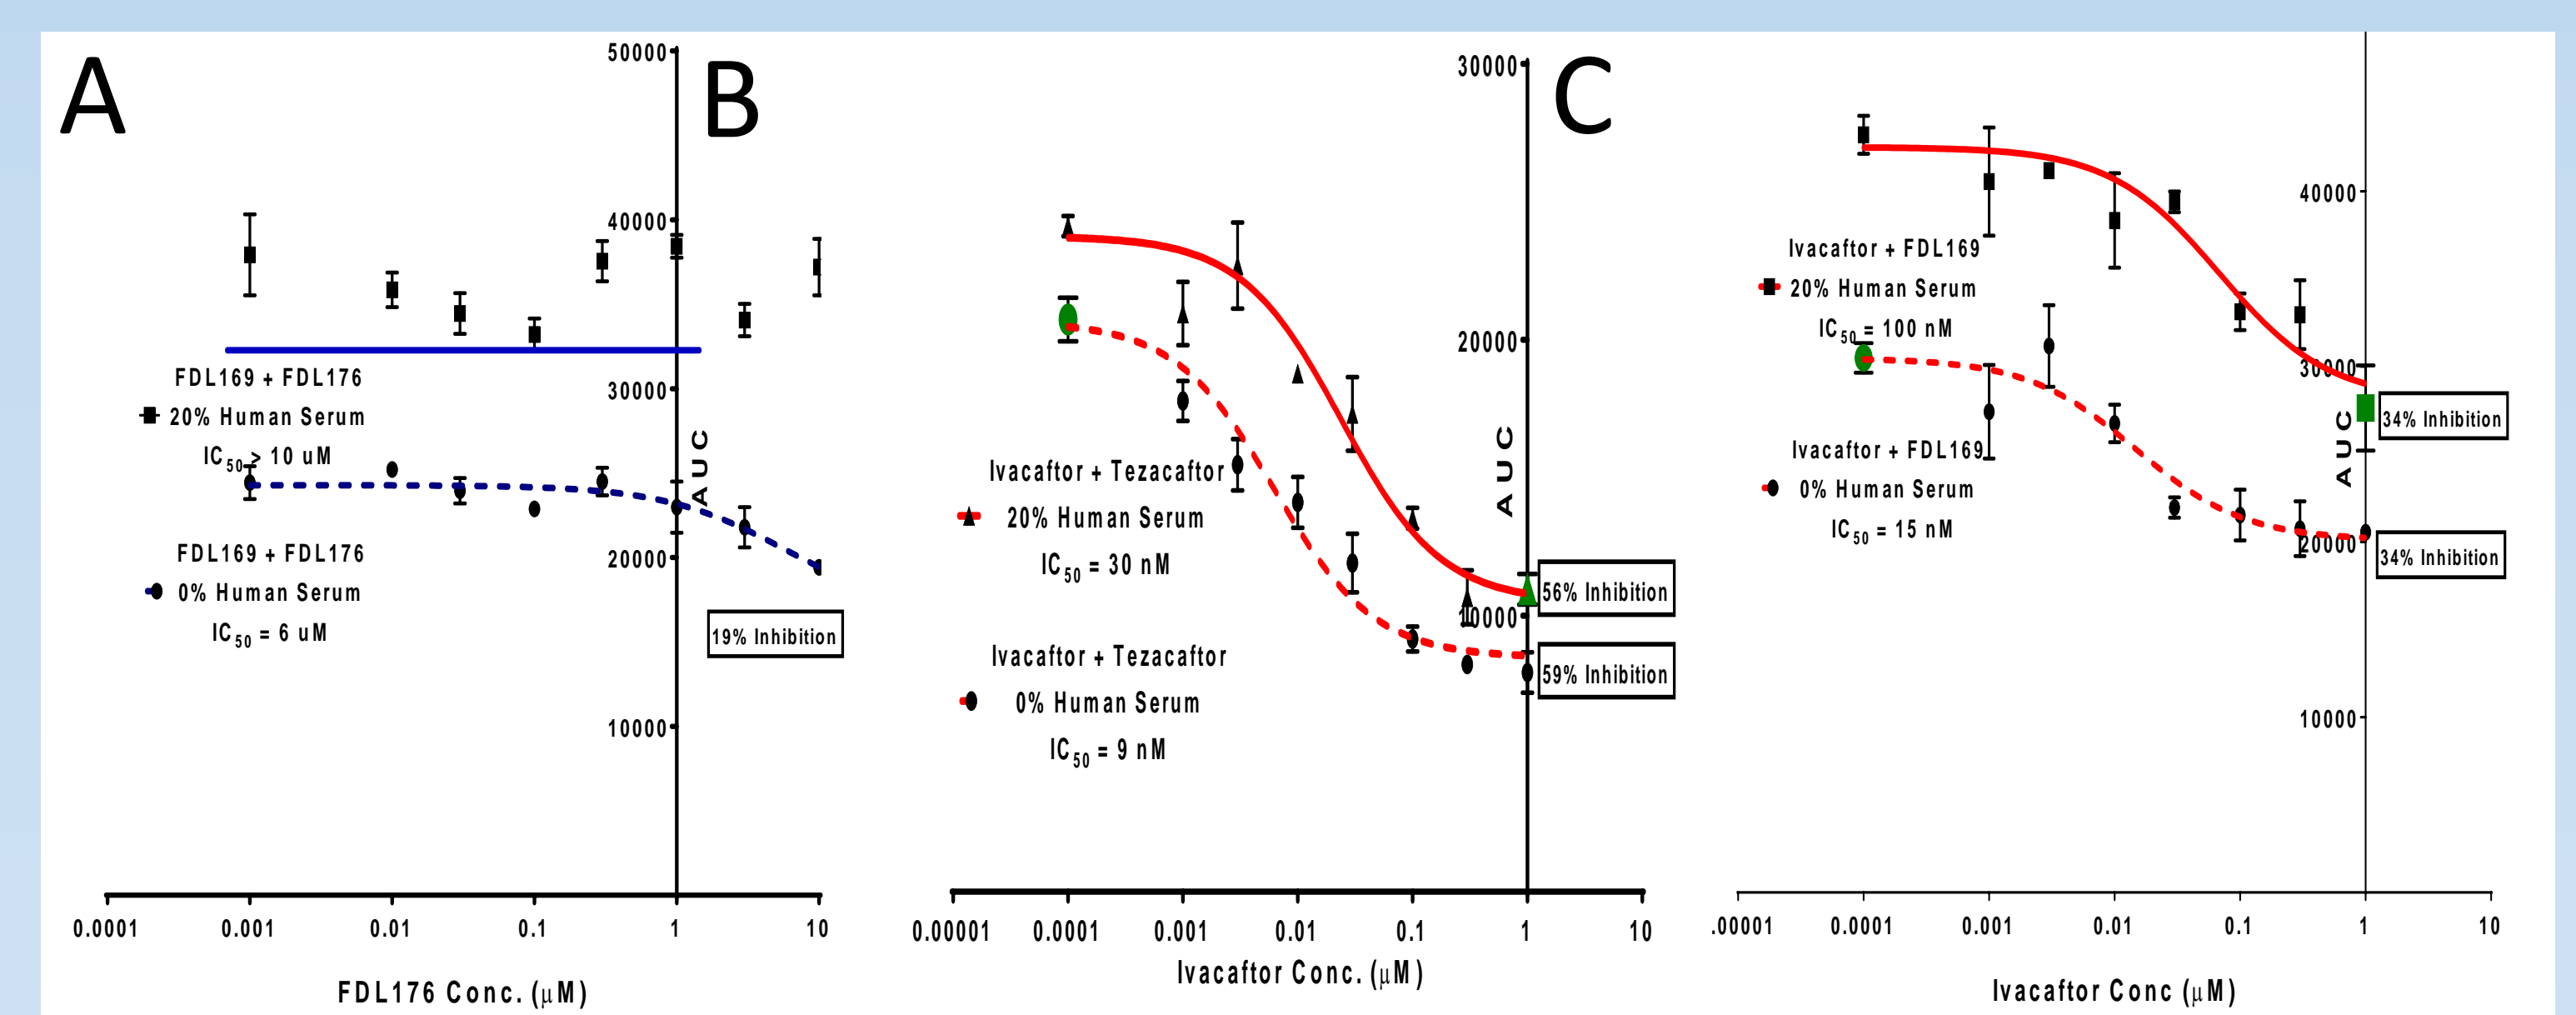 A
50000
40000
30000
20000
10000
AUC
FDL169 + FDL176
20% Human Serum
IC50 > 10 uM
FDL169 + FDL176
0% Human Serum
IC50 = 6 uM
19% Inhibition
0.0001 0.001 0.01 0.1 1 10
FDL176 Conc. (μM)
B
30000
20000
10000
AUC
Ivacaftor + Tezacaftor
20% Human Serum
IC50 = 30 nM
Ivacaftor + Tezacaftor
0% Human Serum
IC50 = 9 nM
56% Inhibition
59% Inhibition
0.00001 0.0001 0.001 0.01 0.1 1 10
Ivacaftor Conc. (μM)
C
40000
30000
20000
10000
AUC
Ivacaftor + FDL169
20% Human Serum
IC50 = 100 nM
Ivacaftor + FDL169
0% Human Serum
IC50 = 15 nM
34% Inhibition
34% Inhibition
.00001 0.0001 0.001 0.01 0.1 1 10
Ivacaftor Conc (μM)